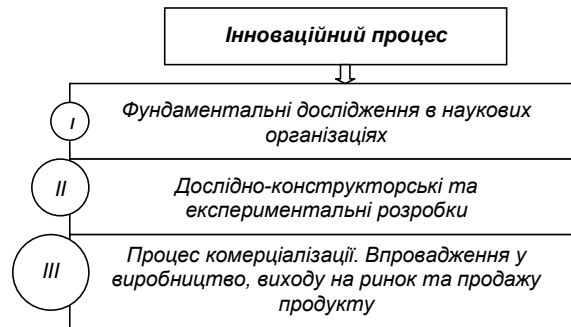 Інноваційний процес
I
Фундаментальні дослідження в наукових
організаціях
II
Дослідно-конструкторські та
експериментальні розробки
III
Процес комерціалізації. Впровадження у
виробництво, виходу на ринок та продажу
продукту